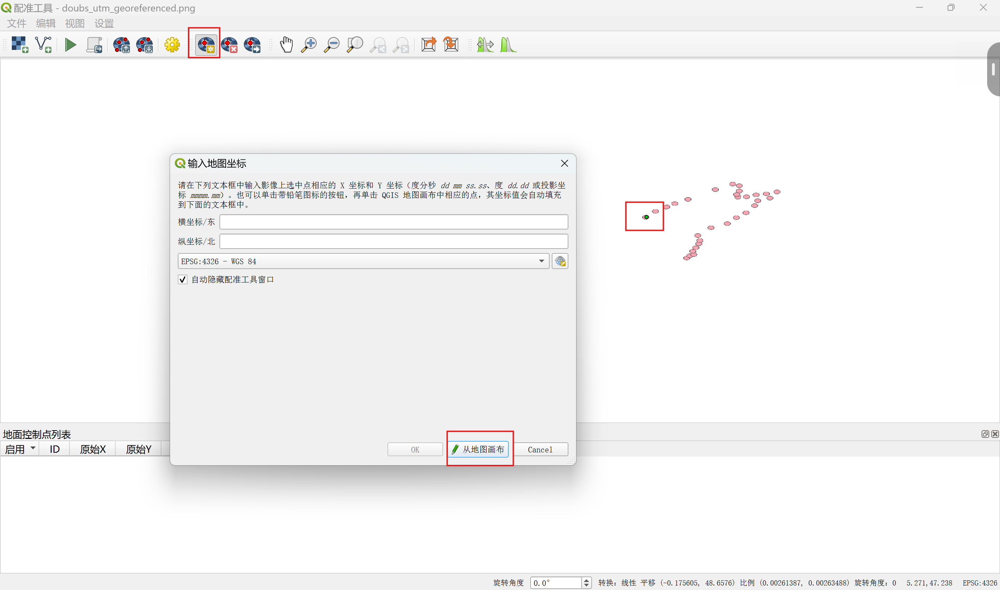 配准工具 - doubs_utm_georeferenced.png
文件 编辑 视图 设置
输入地图坐标
请在下列文本框中输入影像上选中点相应的 X 坐标和 Y 坐标（度分秒 dd mm ss.ss、度 dd.dd 或投影坐
标 mmmm.mm）。也可以单击带铅笔图标的按钮，再单击 QGIS 地图画布中相应的点，其坐标值会自动填充
到下面的文本框中。
横坐标/东
纵坐标/北
EPSG:4326 - WGS 84
自动隐藏配准工具窗口
OK 从地图画布 Cancel
地面控制点列表
启用 ID 原始X 原始Y
旋转角度 0.0° 转换: 线性 平移 (-0.175605, 48.6576) 比例 (0.00261387, 0.00263488) 旋转角度: 0 5.271,47.238 EPSG:4326